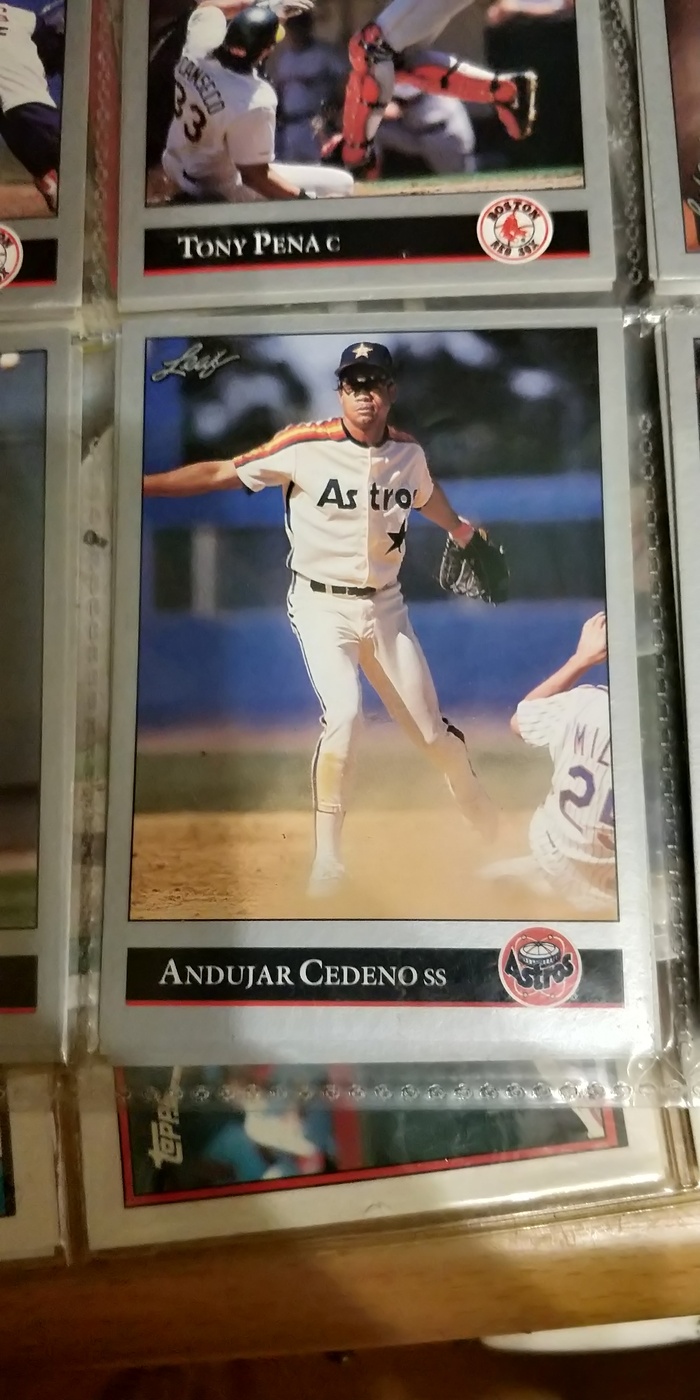 CANSECO
33
TONY PENA C
BOSTON
RED SOX
Leaf
Astros
MIL
2
ANDUJAR CEDENO SS
Astros
TOPPS